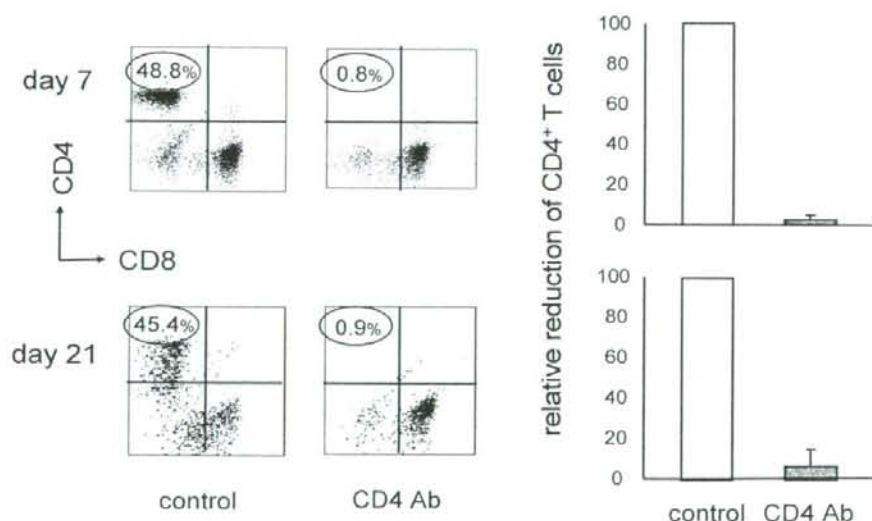 day 7
48.8%
0.8%
CD4
CD8
day 21
45.4%
0.9%
control
CD4 Ab
relative reduction of CD4⁺ T cells
100
80
60
40
20
0
100
80
60
40
20
0
control
CD4 Ab